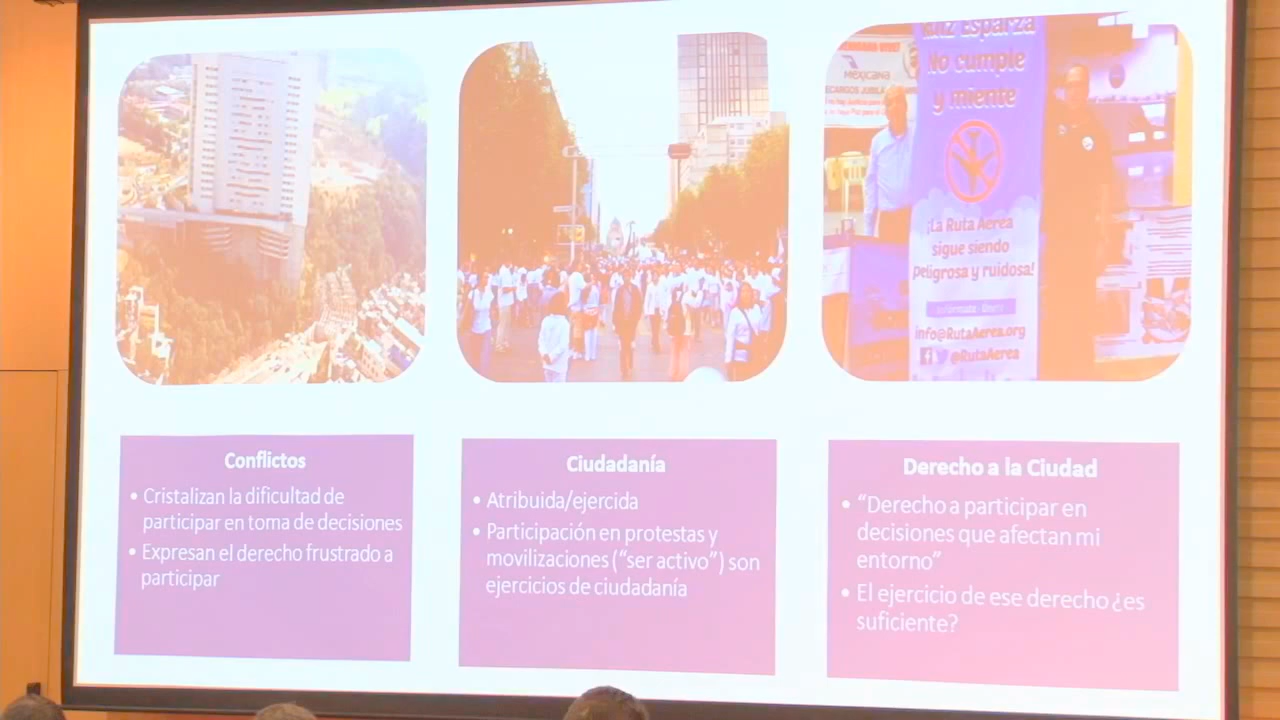 Ruiz Esparza
No cumple
y miente
MEXICANA
¡La Ruta Aerea
sigue siendo
peligrosa y ruidosa!
info@RutaAerea.org
@RutaAerea
Conflictos
• Cristalizan la dificultad de
participar en toma de decisiones
• Expresan el derecho frustrado a
participar
Ciudadanía
• Atribuida/ejercida
• Participación en protestas y
movilizaciones (“ser activo”) son
ejercicios de ciudadanía
Derecho a la Ciudad
• “Derecho a participar en
decisiones que afectan mi
entorno”
• El ejercicio de ese derecho ¿es
suficiente?